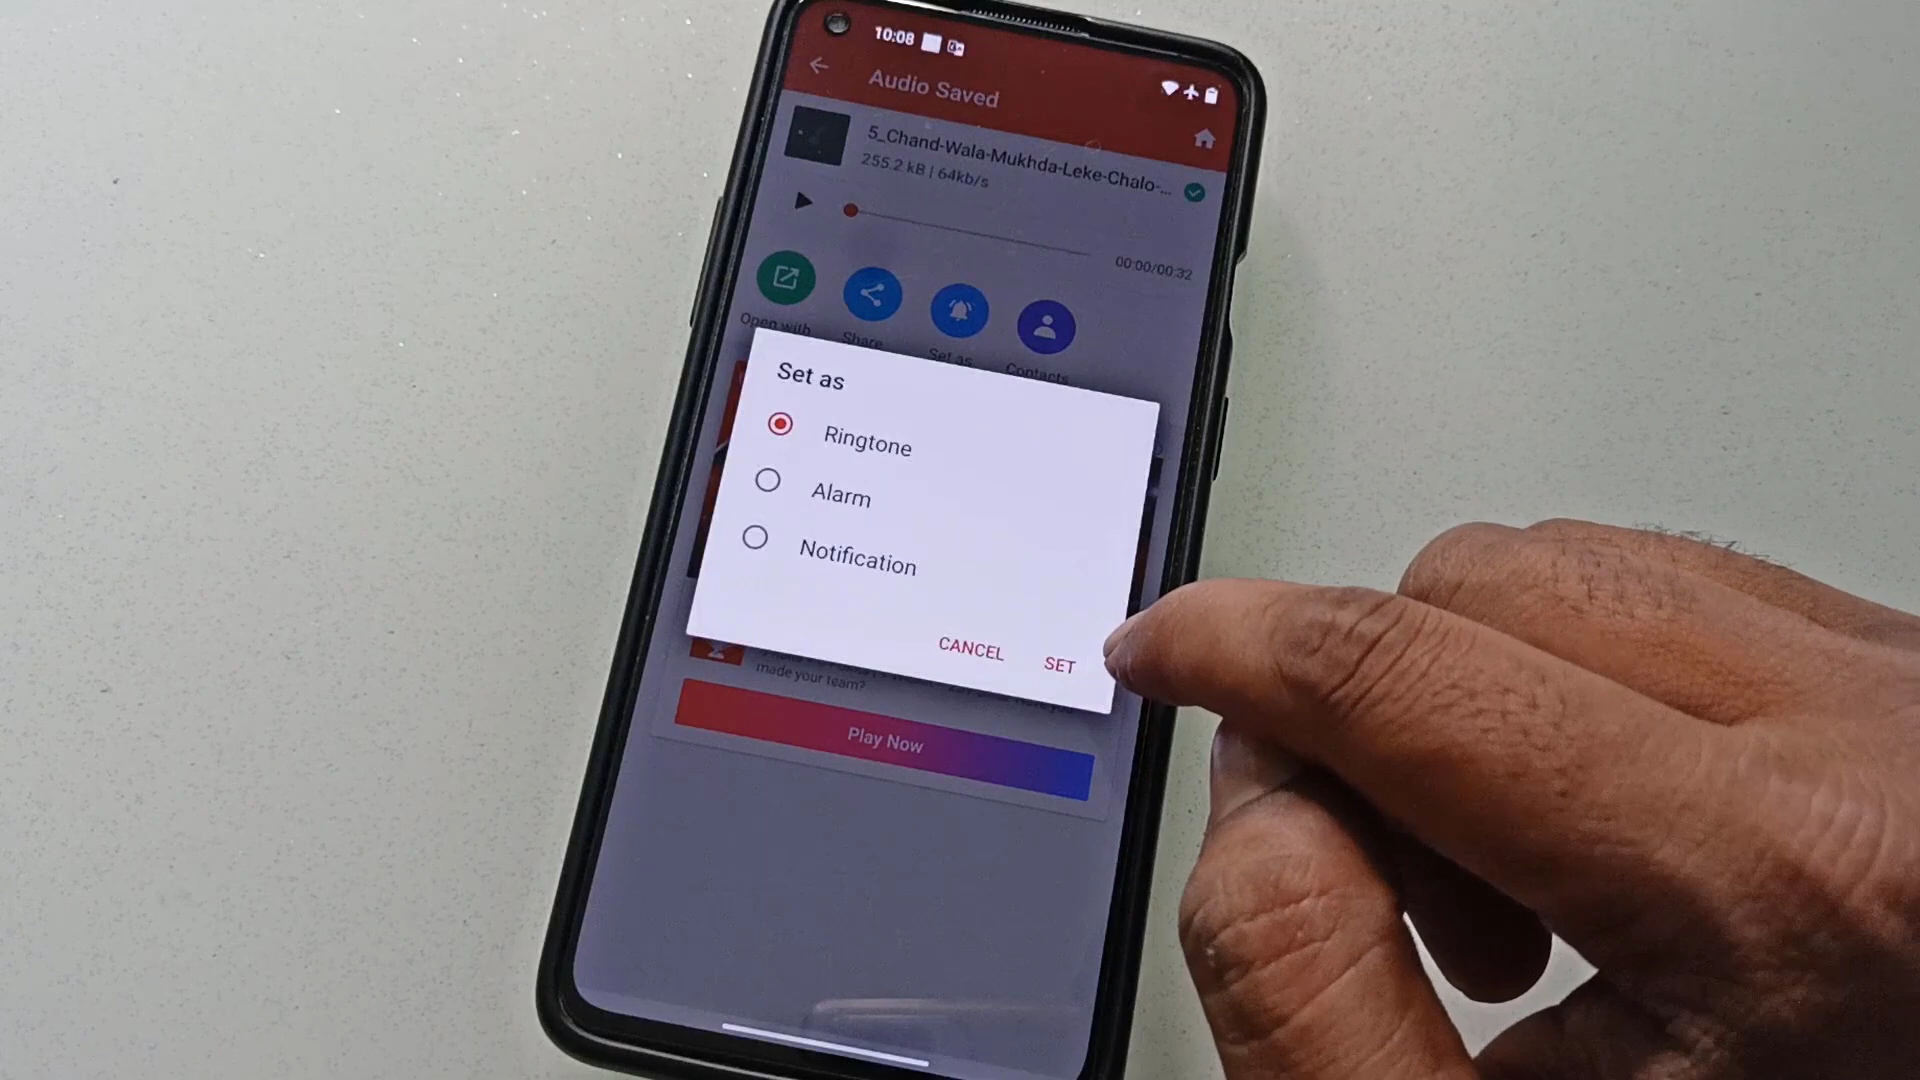 10:08
Audio Saved
5_Chand-Wala-Mukhda-Leke-Chalo-...
255.2 kB | 64kb/s
00:00/00:32
Open with
Share
Set as
Contacts
Set as
Ringtone
Alarm
Notification
CANCEL
SET
made your team?
Play Now